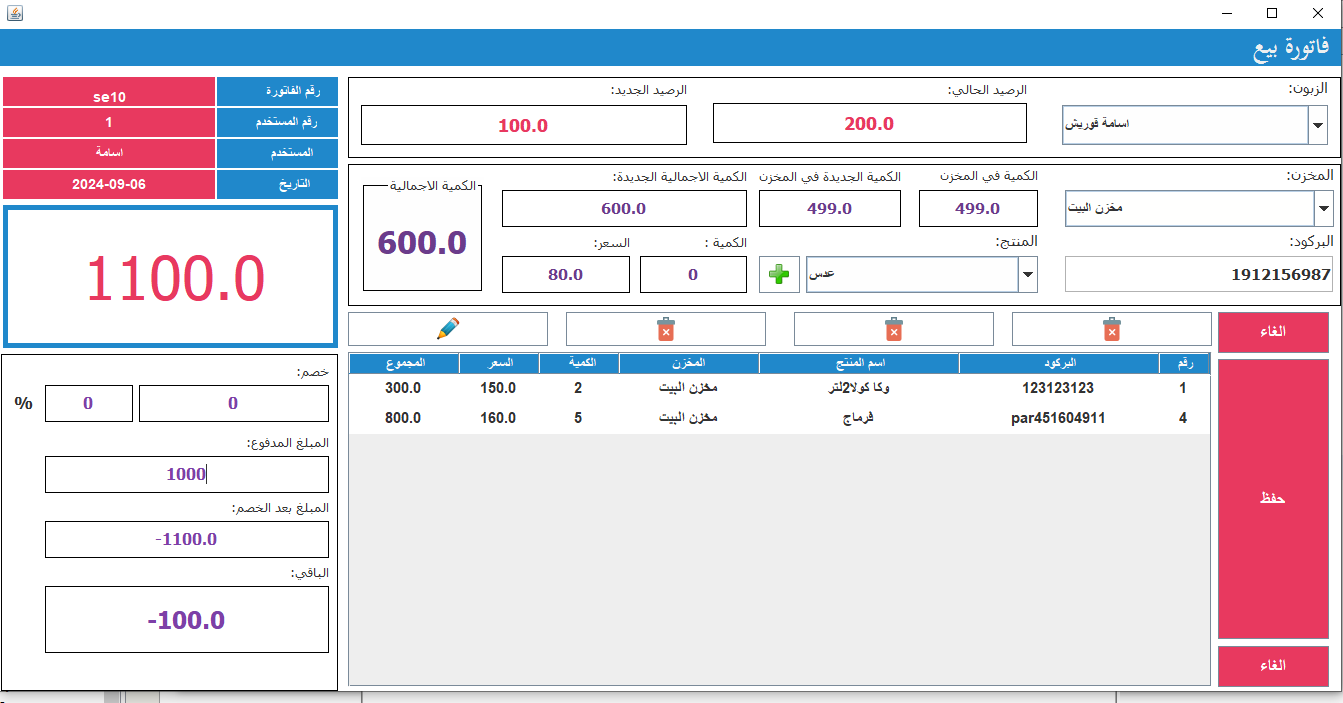 فاتورة بيع
الزبون:
اسامة قوريش
الرصيد الحالي:
200.0
الرصيد الجديد:
100.0
رقم الفاتورة
se10
رقم المستخدم
1
المستخدم
اسامة
التاريخ
2024-09-06
1100.0
المخزن:
مخزن البيت
الكمية في المخزن
499.0
الكمية الجديدة في المخزن
499.0
الكمية الاجمالية الجديدة:
600.0
الكمية الاجمالية
600.0
البركود:
1912156987
المنتج:
عدس
الكمية :
0
السعر:
80.0
الغاء
رقم البركود اسم المنتج المخزن الكمية السعر المجموع
1 123123123 وكا كولا2لتر مخزن البيت 2 150.0 300.0
4 par451604911 فرماج مخزن البيت 5 160.0 800.0
حفظ
الغاء
خصم:
0
0 %
المبلغ المدفوع:
1000
المبلغ بعد الخصم:
-1100.0
الباقي:
-100.0